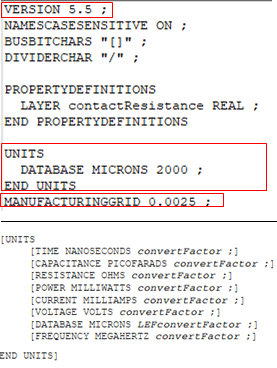 VERSION 5.5 ;
NAMESCASESENSITIVE ON ;
BUSBITCHARS "[]" ;
DIVIDERCHAR "/" ;
PROPERTYDEFINITIONS
LAYER contactResistance REAL ;
END PROPERTYDEFINITIONS
UNITS
DATABASE MICRONS 2000 ;
END UNITS
MANUFACTURINGGRID 0.0025 ;
[UNITS
[TIME NANOSECONDS convertFactor ;]
[CAPACITANCE PICOFARADS convertFactor ;]
[RESISTANCE OHMS convertFactor ;]
[POWER MILLIWATTS convertFactor ;]
[CURRENT MILLIAMPS convertFactor ;]
[VOLTAGE VOLTS convertFactor ;]
[DATABASE MICRONS LEFconvertFactor ;]
[FREQUENCY MEGAHERTZ convertFactor ;]
END UNITS]